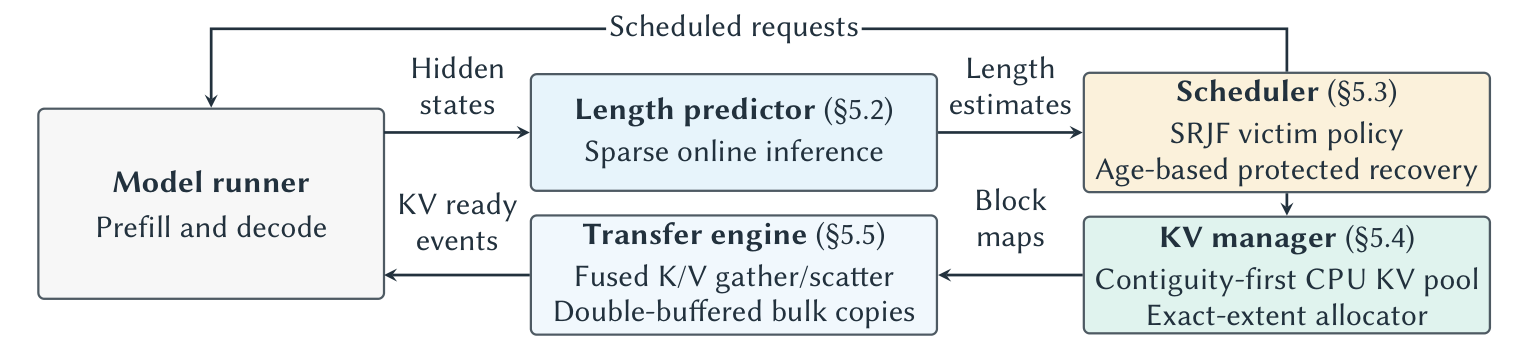 Scheduled requests
Hidden
states
Length
estimates
Length predictor (§5.2)
Sparse online inference
Scheduler (§5.3)
SRJF victim policy
Age-based protected recovery
Model runner
Prefill and decode
KV ready
events
Block
maps
Transfer engine (§5.5)
Fused K/V gather/scatter
Double-buffered bulk copies
KV manager (§5.4)
Contiguity-first CPU KV pool
Exact-extent allocator